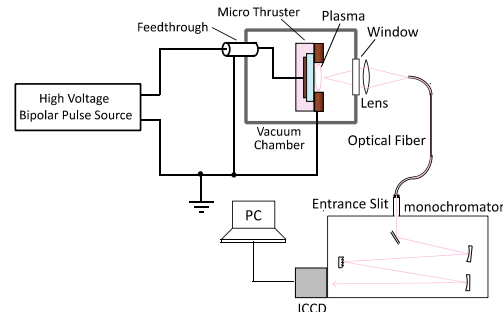 Micro Thruster
Feedthrough
Plasma
Window
High Voltage
Bipolar Pulse Source
Lens
Vacuum
Chamber
Optical Fiber
Entrance Slit
monochromator
PC
ICCD